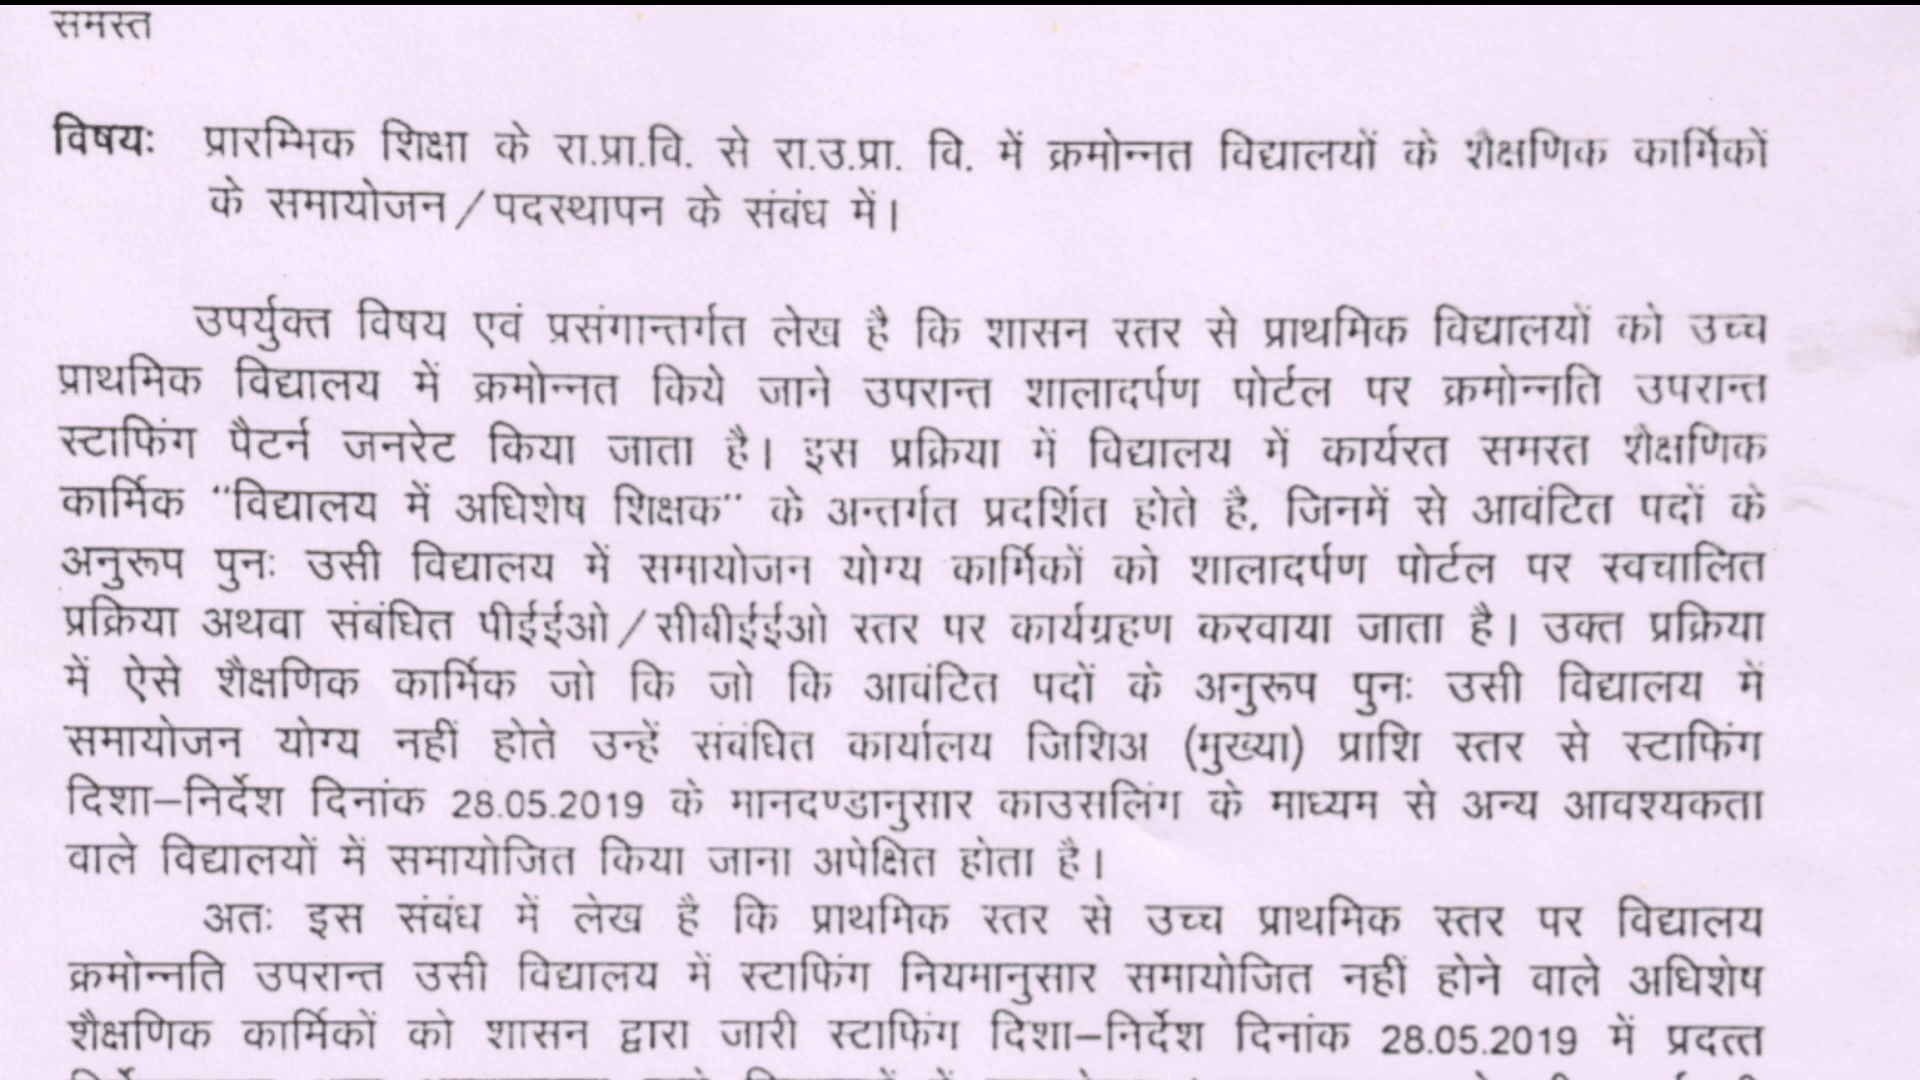 समस्त
विषयः प्रारम्भिक शिक्षा के रा.प्रा.वि. से रा.उ.प्रा. वि. में क्रमोन्नत विद्यालयों के शैक्षणिक कार्मिकों
के समायोजन/पदस्थापन के संबंध में।
उपर्युक्त विषय एवं प्रसंगान्तर्गत लेख है कि शासन स्तर से प्राथमिक विद्यालयों को उच्च
प्राथमिक विद्यालय में क्रमोन्नत किये जाने उपरान्त शालादर्पण पोर्टल पर क्रमोन्नति उपरान्त
स्टाफिंग पैटर्न जनरेट किया जाता है। इस प्रक्रिया में विद्यालय में कार्यरत समस्त शैक्षणिक
कार्मिक "विद्यालय में अधिशेष शिक्षक" के अन्तर्गत प्रदर्शित होते है, जिनमें से आवंटित पदों के
अनुरूप पुनः उसी विद्यालय में समायोजन योग्य कार्मिकों को शालादर्पण पोर्टल पर स्वचालित
प्रक्रिया अथवा संबंधित पीईईओ/सीबीईईओ स्तर पर कार्यग्रहण करवाया जाता है। उक्त प्रक्रिया
में ऐसे शैक्षणिक कार्मिक जो कि जो कि आवंटित पदों के अनुरूप पुनः उसी विद्यालय में
समायोजन योग्य नहीं होते उन्हें संबंधित कार्यालय जिशिअ (मुख्या) प्राशि स्तर से स्टाफिंग
दिशा–निर्देश दिनांक 28.05.2019 के मानदण्डानुसार काउसलिंग के माध्यम से अन्य आवश्यकता
वाले विद्यालयों में समायोजित किया जाना अपेक्षित होता है।
अतः इस संबंध में लेख है कि प्राथमिक स्तर से उच्च प्राथमिक स्तर पर विद्यालय
क्रमोन्नति उपरान्त उसी विद्यालय में स्टाफिंग नियमानुसार समायोजित नहीं होने वाले अधिशेष
शैक्षणिक कार्मिकों को शासन द्वारा जारी स्टाफिंग दिशा–निर्देश दिनांक 28.05.2019 में प्रदत्त